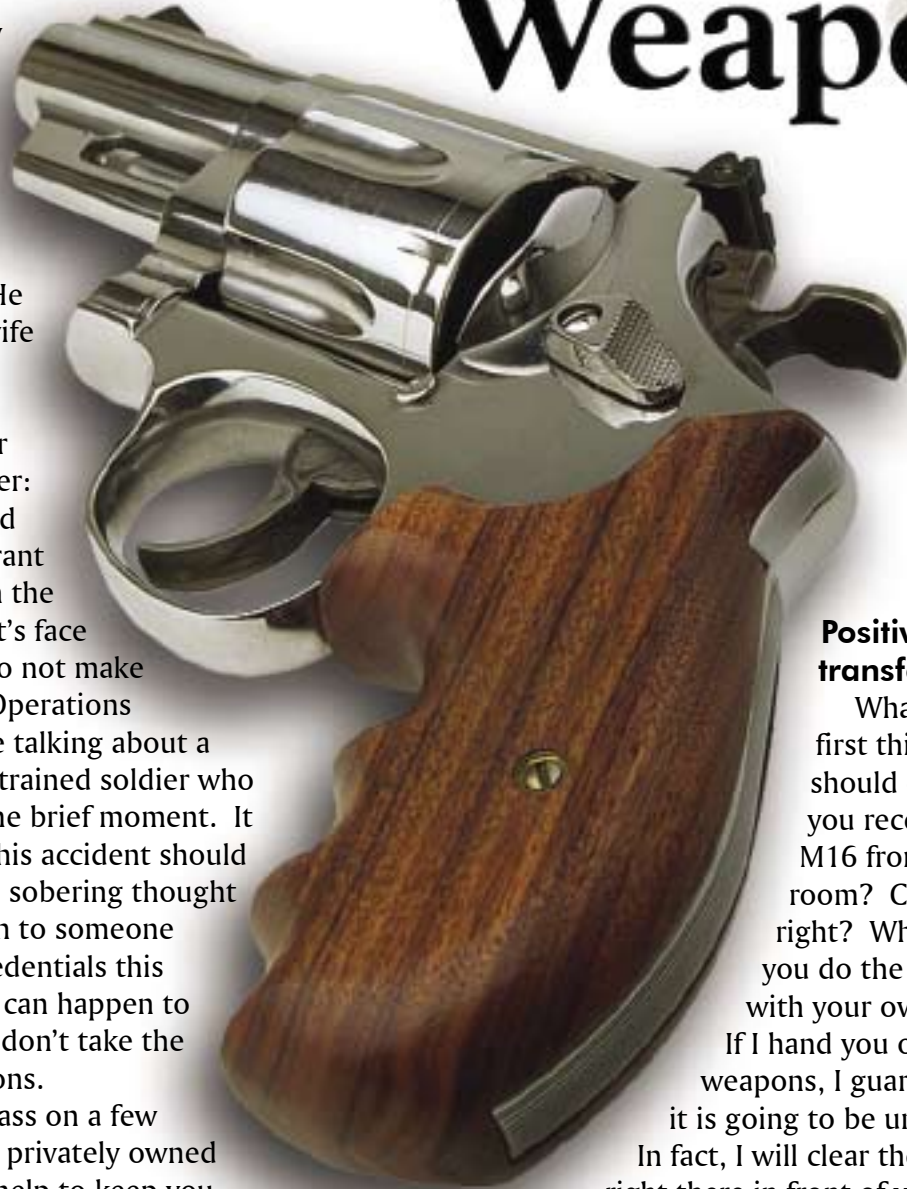 Weap
He
ife
r
er:
d
rant
the
t's face
o not make
Operations
e talking about a
trained soldier who
ne brief moment. It
his accident should
sobering thought
n to someone
edentials this
can happen to
don't take the
ons.
ass on a few
privately owned
help to keep you
Positiv
transf
Wha
first thi
should
you rece
M16 fro
room? C
right? Wh
you do the
with your ow
If I hand you o
weapons, I guar
it is going to be u
In fact, I will clear the
right there in front of